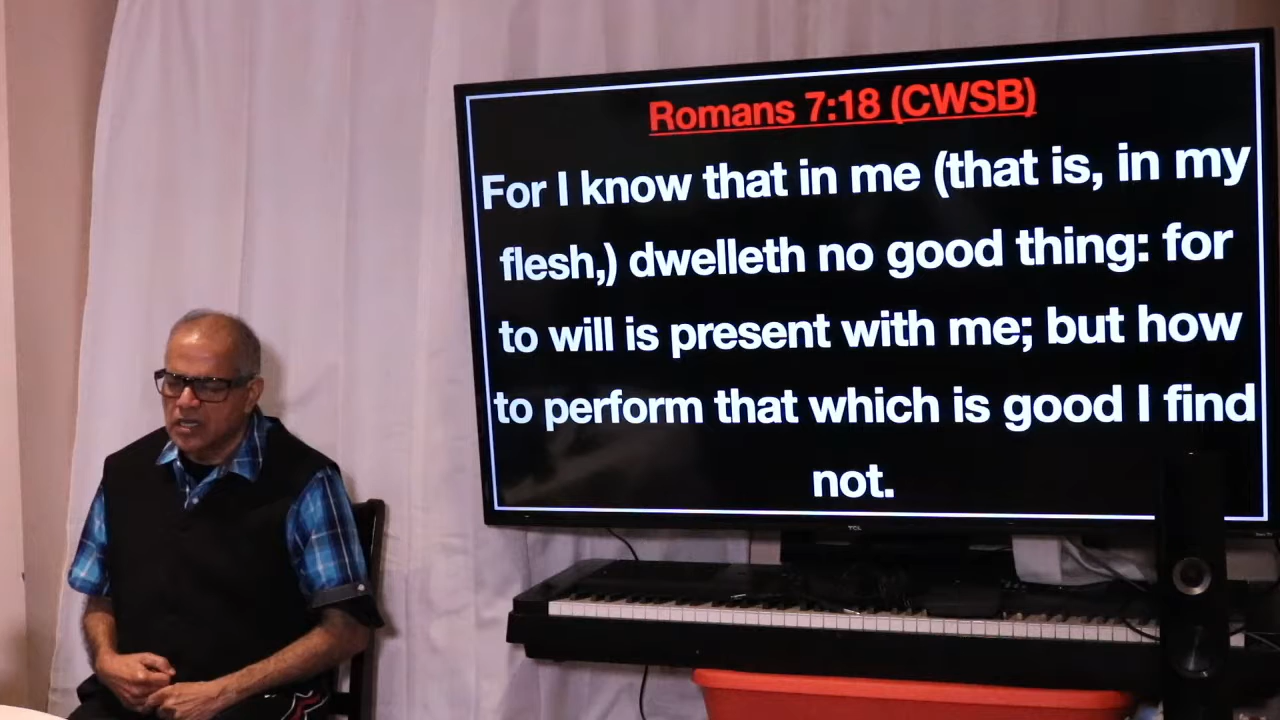 Romans 7:18 (CWSB)
For I know that in me (that is, in my
flesh,) dwelleth no good thing: for
to will is present with me; but how
to perform that which is good I find
not.
TCL